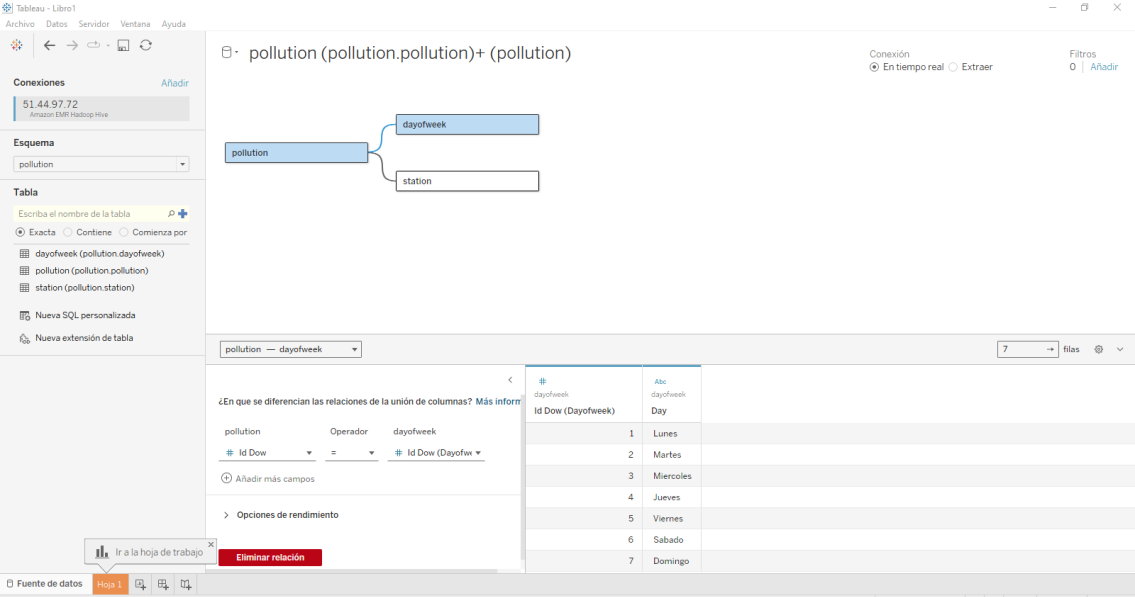 Tableau - Libro1
Archivo Datos Servidor Ventana Ayuda
pollution (pollution.pollution)+ (pollution)
Conexión
En tiempo real Extraer
Filtros
0 Añadir
Conexiones Añadir
51.44.97.72
Amazon EMR Hadoop Hive
Esquema
pollution
Tabla
Escriba el nombre de la tabla
Exacta Contiene Comienza por
dayofweek (pollution.dayofweek)
pollution (pollution.pollution)
station (pollution.station)
Nueva SQL personalizada
Nueva extensión de tabla
pollution
dayofweek
station
pollution — dayofweek
7 → filas
¿En que se diferencian las relaciones de la unión de columnas? Más inform
pollution Operador dayofweek
# Id Dow = # Id Dow (Dayofwe
Añadir más campos
Opciones de rendimiento
Eliminar relación
# Abc
dayofweek dayofweek
Id Dow (Dayofweek) Day
1 Lunes
2 Martes
3 Miercoles
4 Jueves
5 Viernes
6 Sabado
7 Domingo
Ir a la hoja de trabajo
Fuente de datos Hoja 1